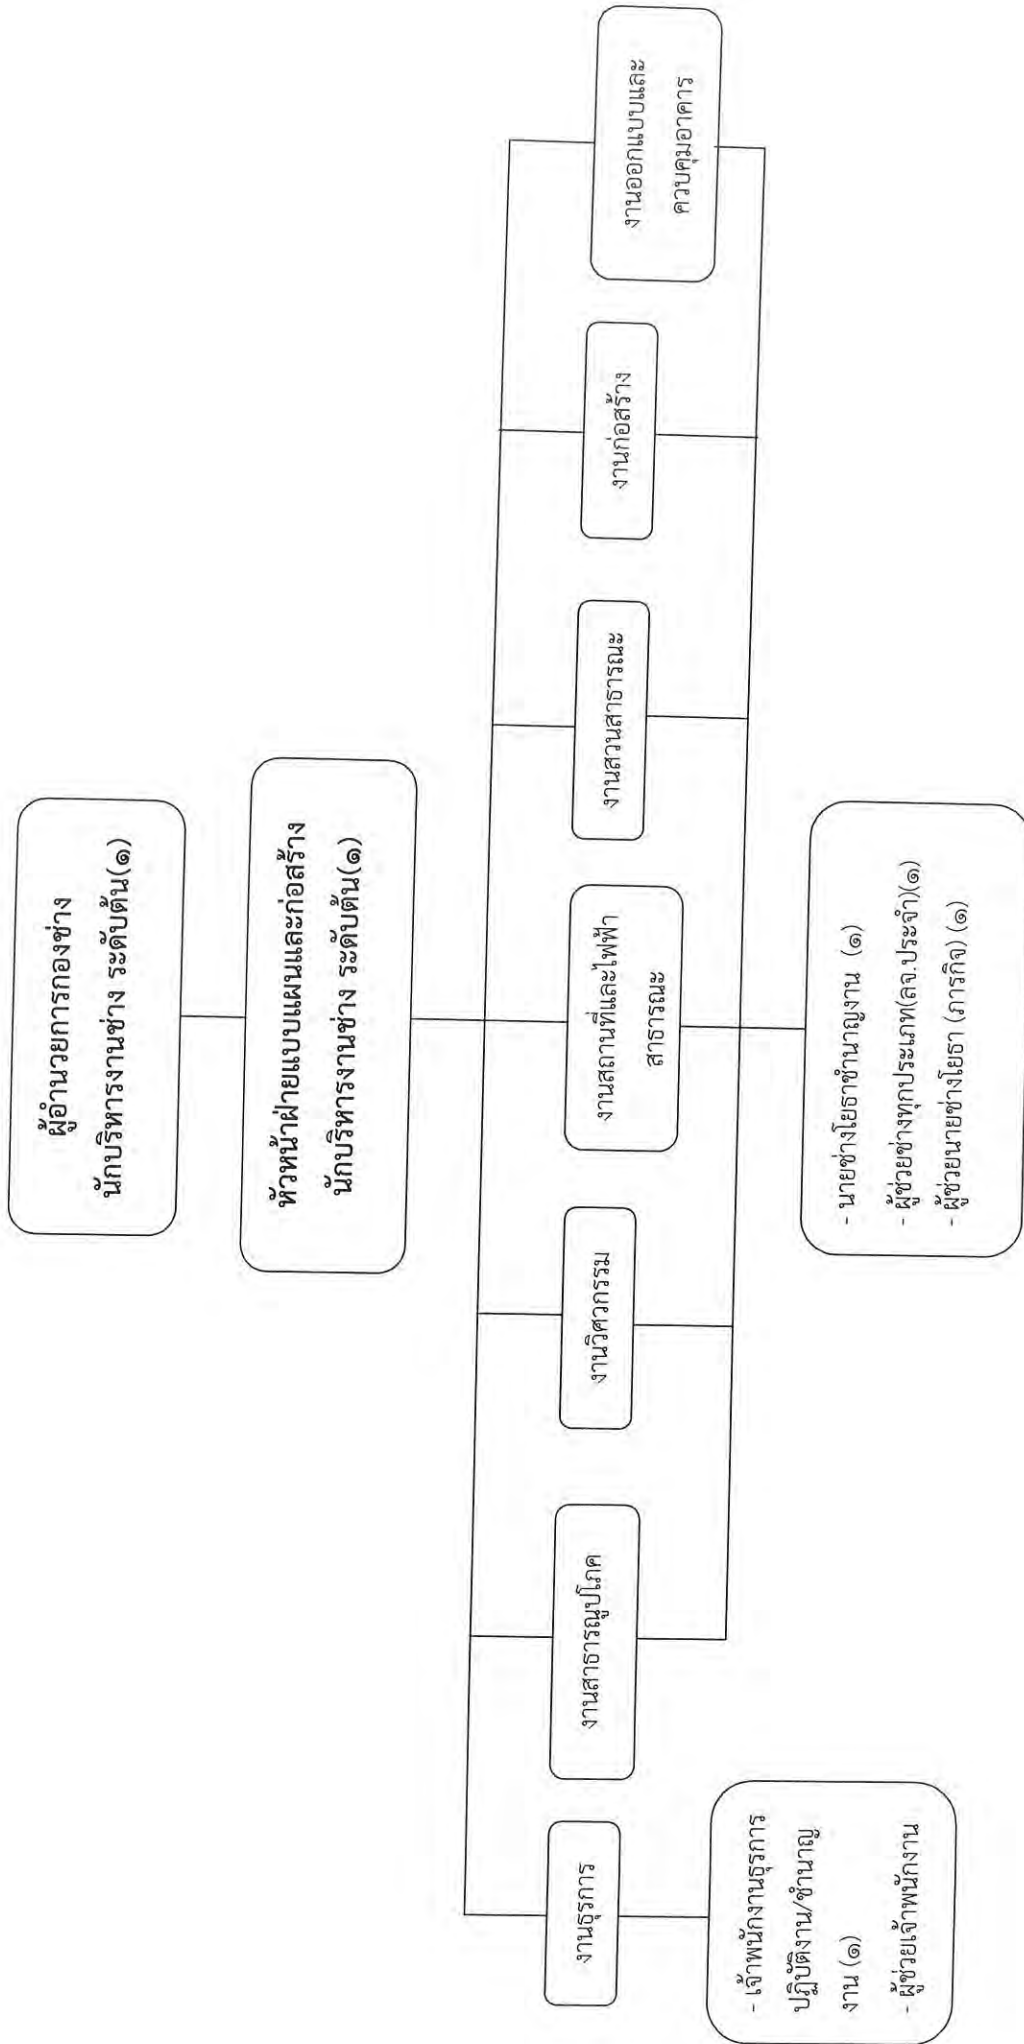 ผู้อำนวยการกองช่าง
นักบริหารงานช่าง ระดับต้น(๑)
หัวหน้าฝ่ายแบบแผนและก่อสร้าง
นักบริหารงานช่าง ระดับต้น(๑)
งานธุรการ
งานสาธารณูปโภค
งานวิศวกรรม
งานสถานที่และไฟฟ้า
สาธารณะ
งานสวนสาธารณะ
งานก่อสร้าง
งานออกแบบและ
ควบคุมอาคาร
- เจ้าพนักงานธุรการ
ปฏิบัติงาน/ชำนาญ
งาน (๑)
- ผู้ช่วยเจ้าพนักงาน
- นายช่างโยธาชำนาญงาน (๑)
- ผู้ช่วยช่างทุกประเภท(ลจ.ประจำ)(๑)
- ผู้ช่วยนายช่างโยธา (ภารกิจ) (๑)